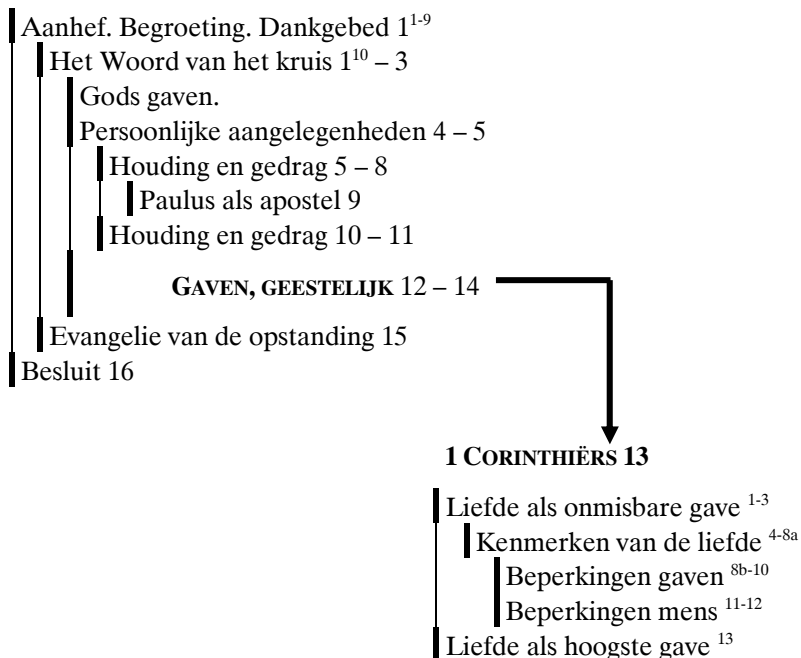 Aanhef. Begroeting. Dankgebed 1¹⁻⁹
Het Woord van het kruis 1¹⁰ – 3
Gods gaven.
Persoonlijke aangelegenheden 4 – 5
Houding en gedrag 5 – 8
Paulus als apostel 9
Houding en gedrag 10 – 11
GAVEN, GEESTELIJK 12 – 14
Evangelie van de opstanding 15
Besluit 16
1 CORINTHIËRS 13
Liefde als onmisbare gave ¹⁻³
Kenmerken van de liefde ⁴⁻⁸ᵃ
Beperkingen gaven ⁸ᵇ⁻¹⁰
Beperkingen mens ¹¹⁻¹²
Liefde als hoogste gave ¹³